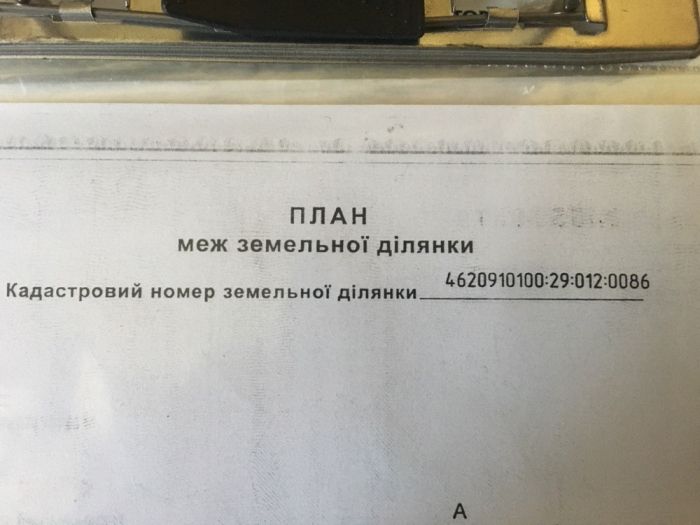 ПЛАН
меж земельної ділянки
Кадастровий номер земельної ділянки 4620910100:29:012:0086
А